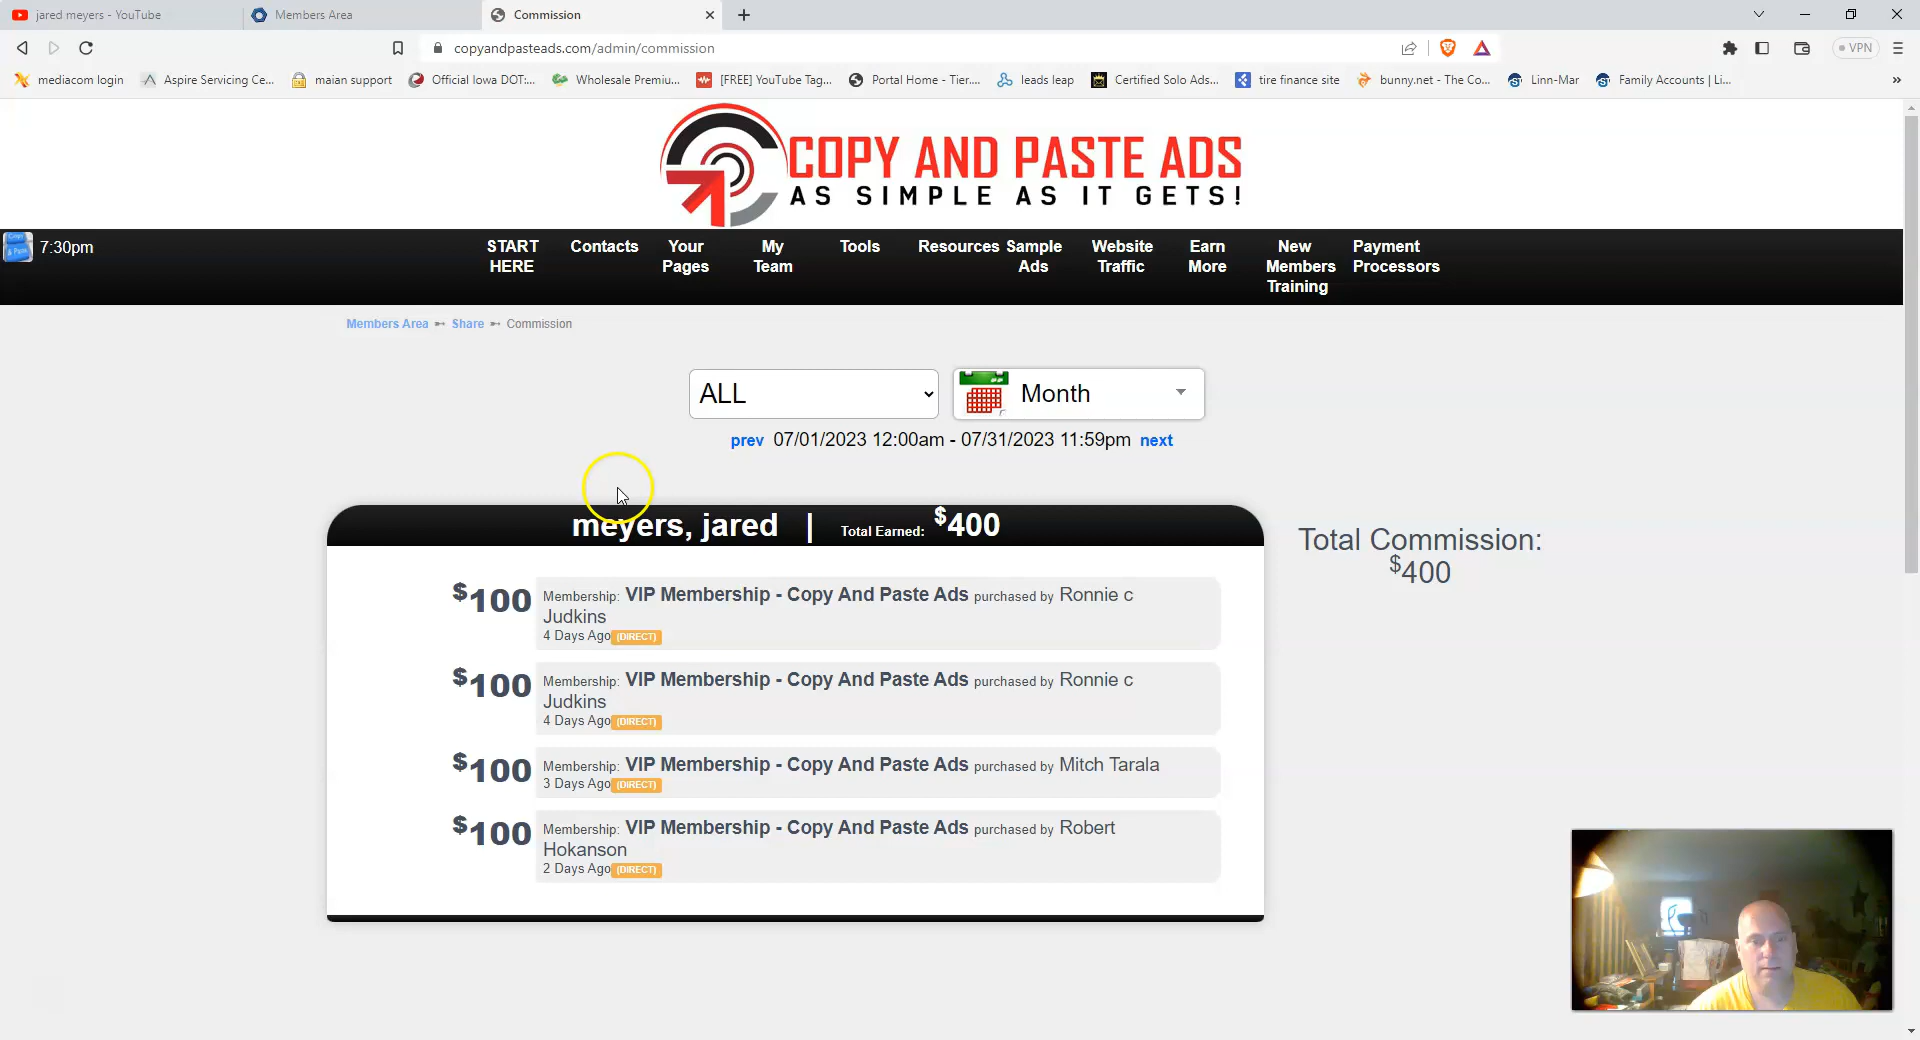 jared meyers - YouTube
Members Area
Commission
copyandpasteads.com/admin/commission
VPN
mediacom login
Aspire Servicing Ce...
maian support
Official Iowa DOT:...
Wholesale Premiu...
[FREE] YouTube Tag...
Portal Home - Tier....
leads leap
Certified Solo Ads...
tire finance site
bunny.net - The Co...
Linn-Mar
Family Accounts | Li...
COPY AND PASTE ADS
AS SIMPLE AS IT GETS!
7:30pm
START HERE
Contacts
Your Pages
My Team
Tools
Resources
Sample Ads
Website Traffic
Earn More
New Members Training
Payment Processors
Members Area ➳ Share ➳ Commission
ALL
Month
prev 07/01/2023 12:00am - 07/31/2023 11:59pm next
meyers, jared | Total Earned: $400
Total Commission:
$400
$100 Membership: VIP Membership - Copy And Paste Ads purchased by Ronnie c
Judkins
4 Days Ago (DIRECT)
$100 Membership: VIP Membership - Copy And Paste Ads purchased by Ronnie c
Judkins
4 Days Ago (DIRECT)
$100 Membership: VIP Membership - Copy And Paste Ads purchased by Mitch Tarala
3 Days Ago (DIRECT)
$100 Membership: VIP Membership - Copy And Paste Ads purchased by Robert
Hokanson
2 Days Ago (DIRECT)